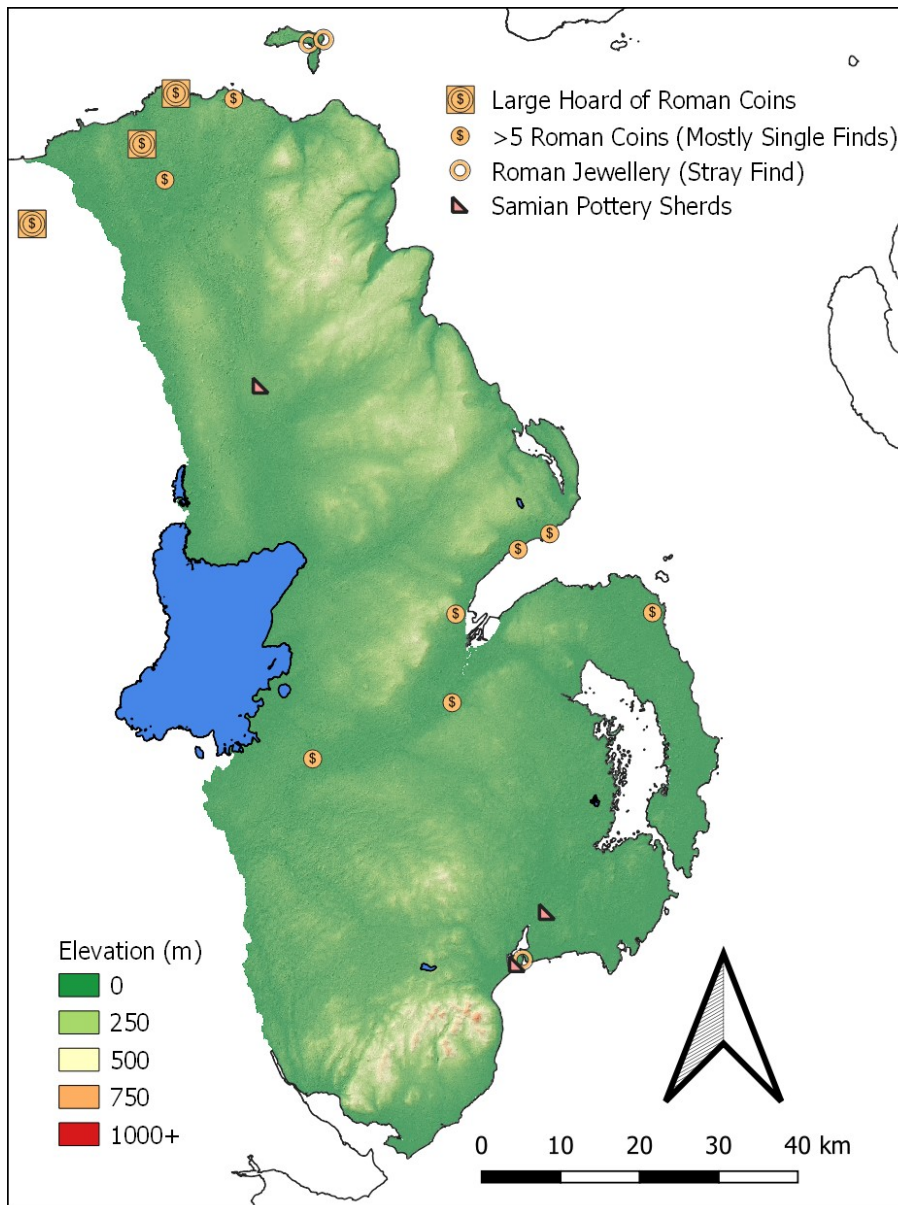 Large Hoard of Roman Coins
>5 Roman Coins (Mostly Single Finds)
Roman Jewellery (Stray Find)
Samian Pottery Sherds
Elevation (m)
0
250
500
750
1000+
0 10 20 30 40 km